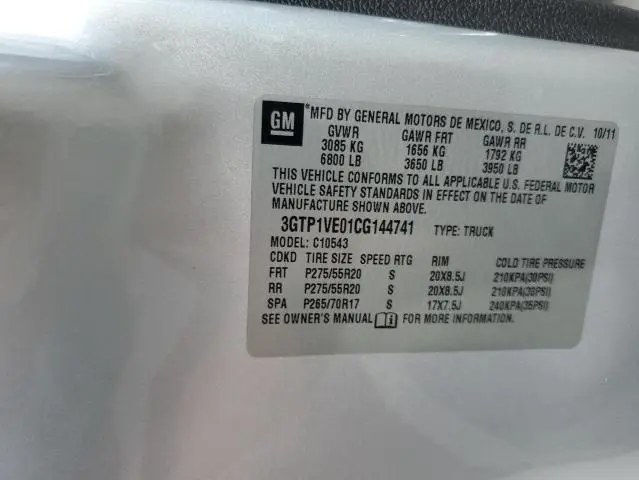 GM
*MFD BY GENERAL MOTORS DE MEXICO, S. DE R.L. DE C.V. 10/11
GVWR GAWR FRT GAWR RR
3085 KG 1656 KG 1792 KG
6800 LB 3650 LB 3950 LB
THIS VEHICLE CONFORMS TO ALL APPLICABLE U.S. FEDERAL MOTOR
VEHICLE SAFETY STANDARDS IN EFFECT ON THE DATE OF
MANUFACTURE SHOWN ABOVE.
3GTP1VE01CG144741 TYPE: TRUCK
MODEL: C10543
CDKD TIRE SIZE SPEED RTG RIM COLD TIRE PRESSURE
FRT P275/55R20 S 20X8.5J 210KPA(30PSI)
RR P275/55R20 S 20X8.5J 210KPA(30PSI)
SPA P265/70R17 S 17X7.5J 240KPA(35PSI)
SEE OWNER'S MANUAL FOR MORE INFORMATION.